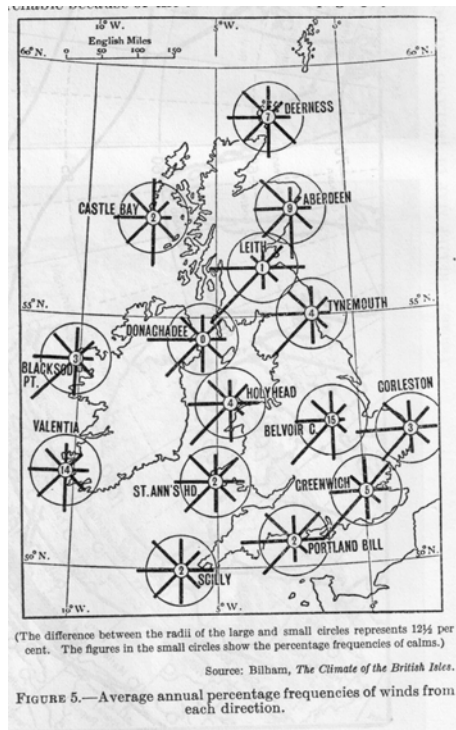 10° W.
5° W.
English Miles
0 50 100 150
60° N.
60° N.
DEERNESS
7
CASTLE BAY
2
ABERDEEN
9
LEITH
1
55° N.
55° N.
TYNEMOUTH
4
DONAGHADEE
0
BLACKSOD PT.
3
HOLYHEAD
4
GORLESTON
3
BELVOIR C.
15
VALENTIA
14
ST. ANN'S HD.
2
GREENWICH
5
PORTLAND BILL
2
50° N.
50° N.
SCILLY
2
10° W.
5° W.
(The difference between the radii of the large and small circles represents 12½ per
cent. The figures in the small circles show the percentage frequencies of calms.)
Source: Bilham, The Climate of the British Isles.
FIGURE 5.—Average annual percentage frequencies of winds from
each direction.